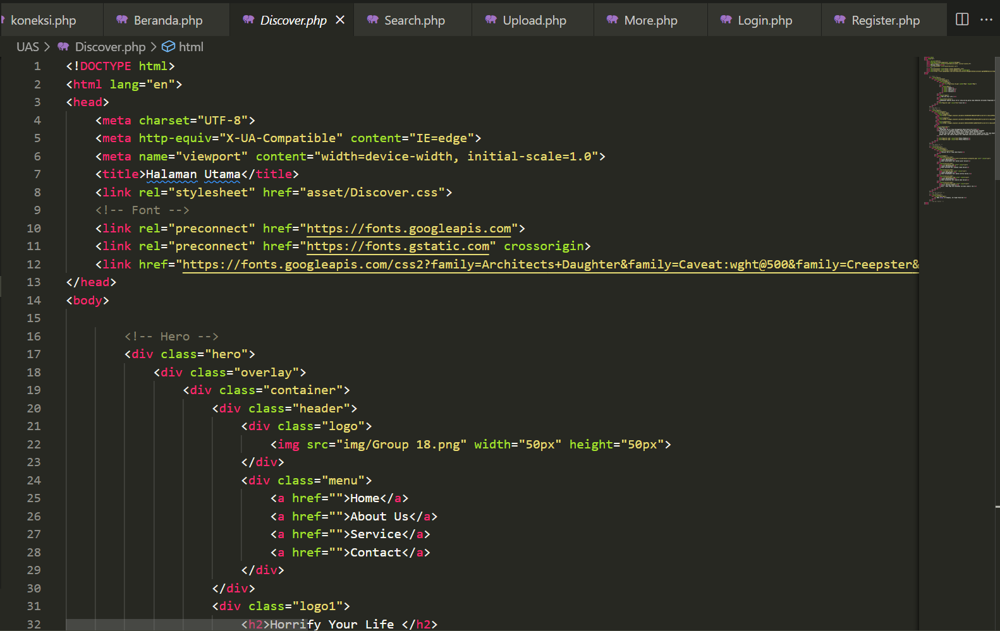 koneksi.php Beranda.php Discover.php Search.php Upload.php More.php Login.php Register.php
UAS > Discover.php > html
1 <!DOCTYPE html>
2 <html lang="en">
3 <head>
4 <meta charset="UTF-8">
5 <meta http-equiv="X-UA-Compatible" content="IE=edge">
6 <meta name="viewport" content="width=device-width, initial-scale=1.0">
7 <title>Halaman Utama</title>
8 <link rel="stylesheet" href="asset/Discover.css">
9 <!-- Font -->
10 <link rel="preconnect" href="https://fonts.googleapis.com">
11 <link rel="preconnect" href="https://fonts.gstatic.com" crossorigin>
12 <link href="https://fonts.googleapis.com/css2?family=Architects+Daughter&family=Caveat:wght@500&family=Creepster&
13 </head>
14 <body>
15
16 <!-- Hero -->
17 <div class="hero">
18 <div class="overlay">
19 <div class="container">
20 <div class="header">
21 <div class="logo">
22 <img src="img/Group 18.png" width="50px" height="50px">
23 </div>
24 <div class="menu">
25 <a href="">Home</a>
26 <a href="">About Us</a>
27 <a href="">Service</a>
28 <a href="">Contact</a>
29 </div>
30 </div>
31 <div class="logo1">
32 <h2>Horrify Your Life </h2>